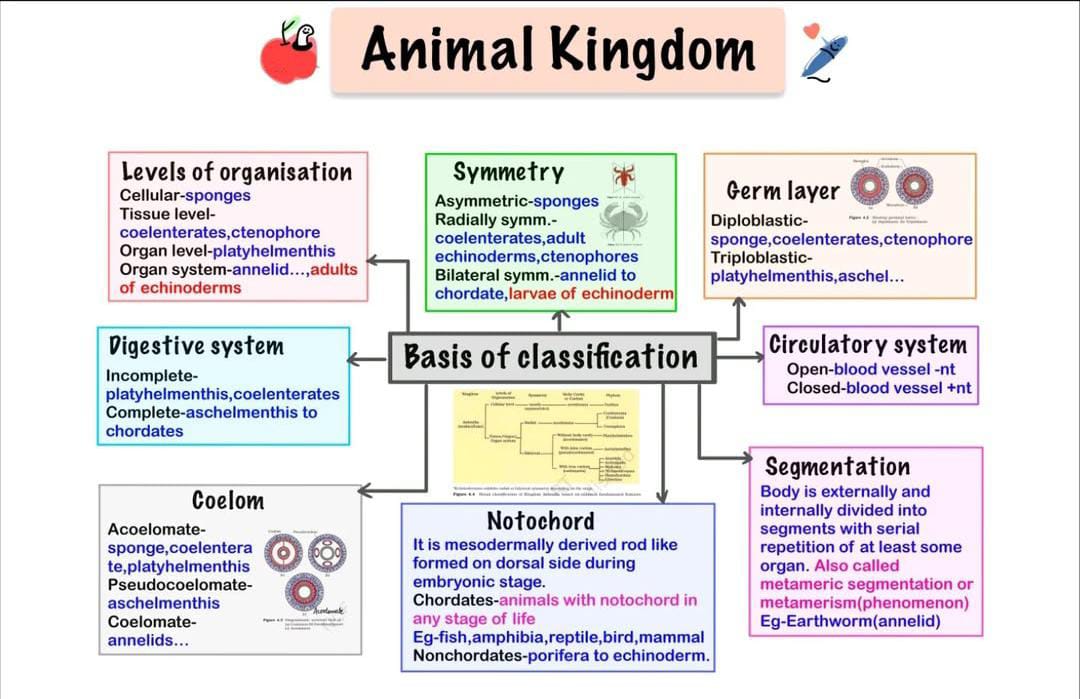 Animal Kingdom
Levels of organisation
Cellular-sponges
Tissue level-
coelenterates,ctenophore
Organ level-platyhelmenthis
Organ system-annelid...,adults
of echinoderms
Symmetry
Asymmetric-sponges
Radially symm.-
coelenterates,adult
echinoderms,ctenophores
Bilateral symm.-annelid to
chordate,larvae of echinoderm
Germ layer
Diploblastic-
sponge,coelenterates,ctenophore
Triploblastic-
platyhelmenthis,aschel...
Digestive system
Incomplete-
platyhelmenthis,coelenterates
Complete-aschelmenthis to
chordates
Basis of classification
Circulatory system
Open-blood vessel -nt
Closed-blood vessel +nt
Coelom
Acoelomate-
sponge,coelentera
te,platyhelmenthis
Pseudocoelomate-
aschelmenthis
Coelomate-
annelids...
Notochord
It is mesodermally derived rod like
formed on dorsal side during
embryonic stage.
Chordates-animals with notochord in
any stage of life
Eg-fish,amphibia,reptile,bird,mammal
Nonchordates-porifera to echinoderm.
Segmentation
Body is externally and
internally divided into
segments with serial
repetition of at least some
organ. Also called
metameric segmentation or
metamerism(phenomenon)
Eg-Earthworm(annelid)